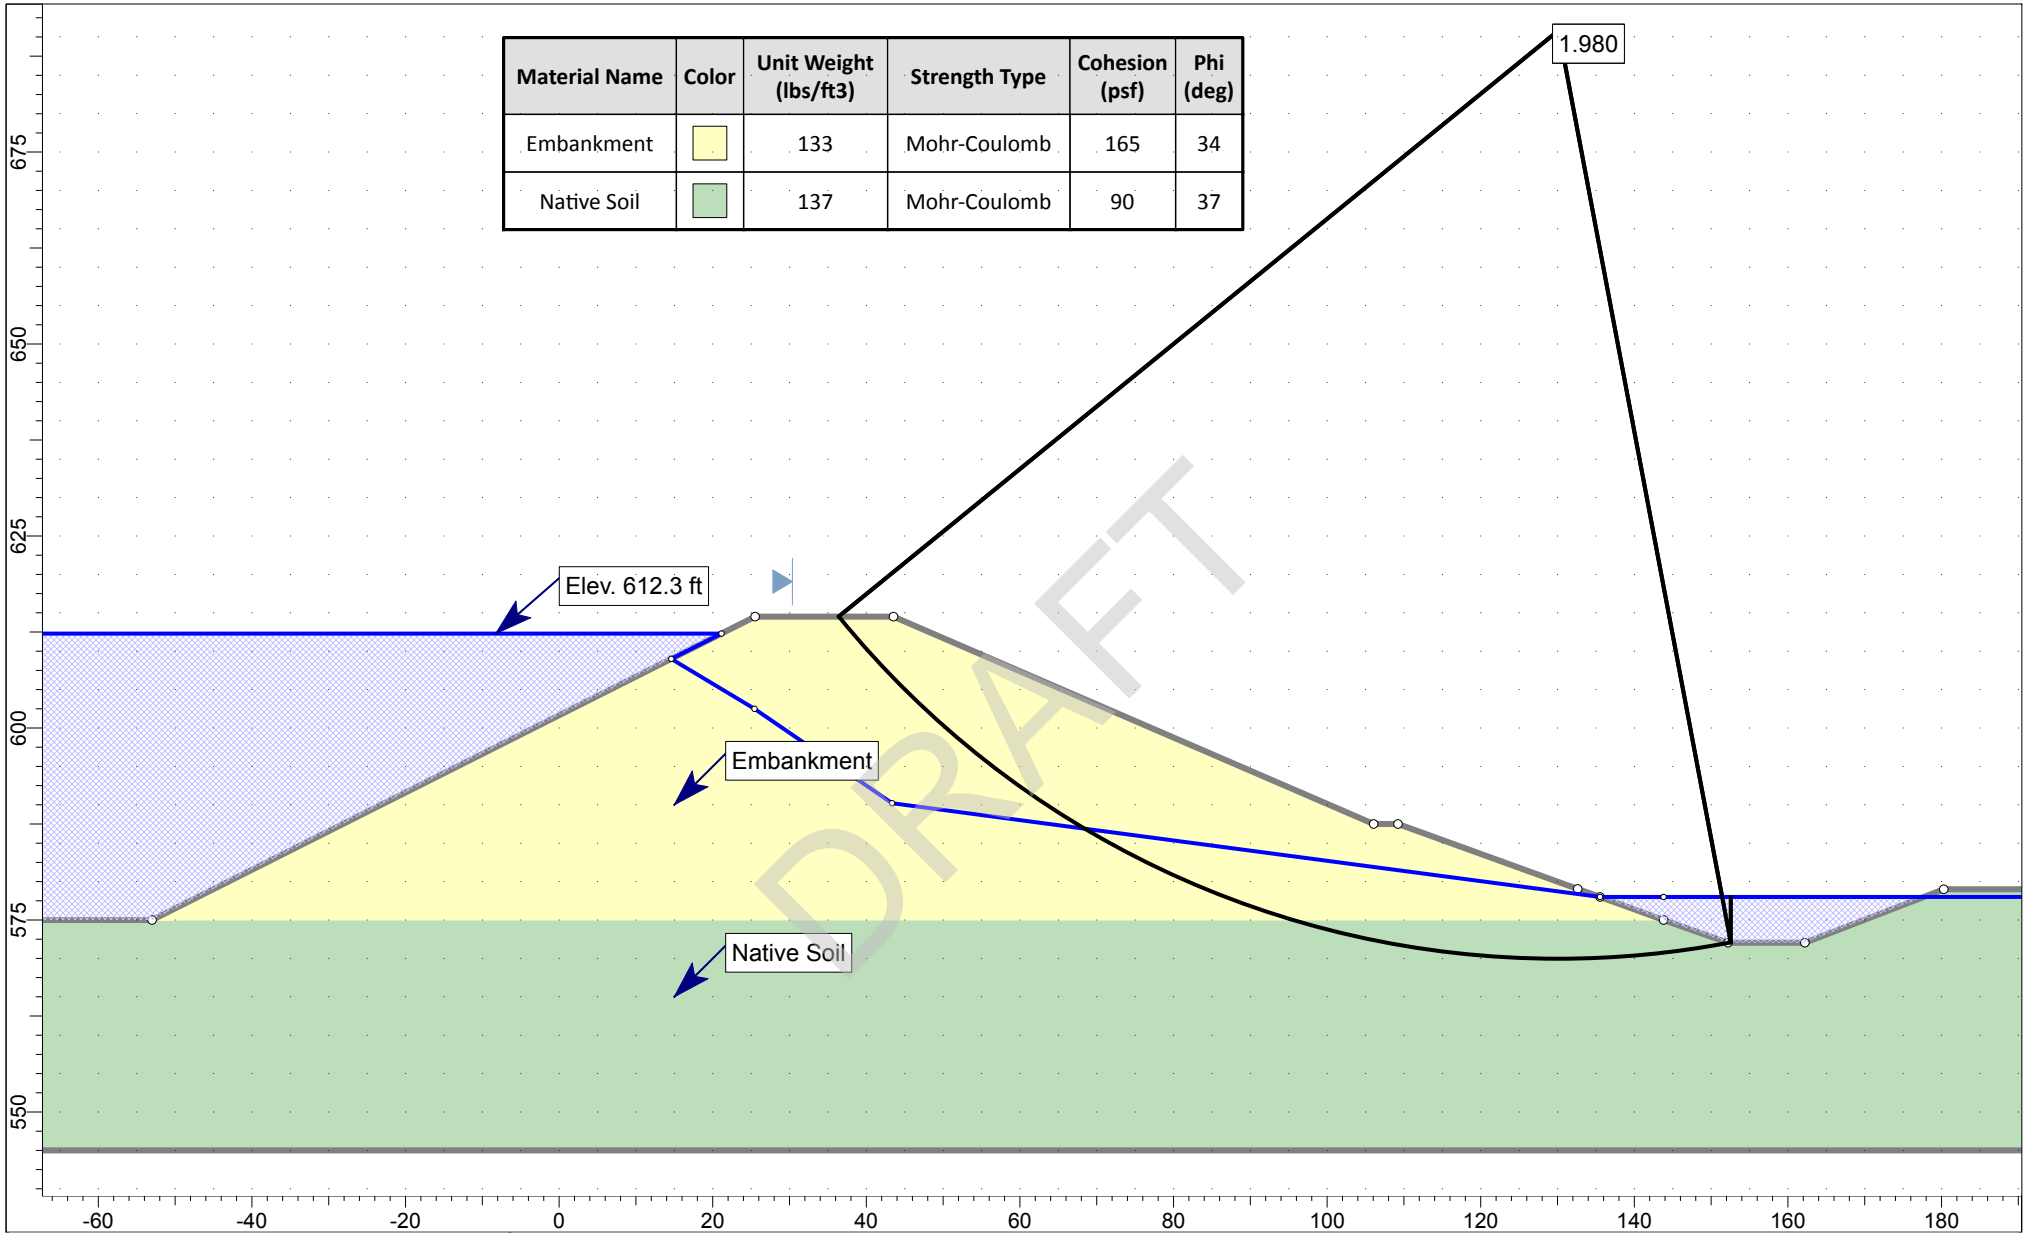 1.980
Material Name Color Unit Weight (lbs/ft3) Strength Type Cohesion (psf) Phi (deg)
Embankment 133 Mohr-Coulomb 165 34
Native Soil 137 Mohr-Coulomb 90 37
675
650
625
600
575
550
Elev. 612.3 ft
Embankment
Native Soil
DRAFT
-60 -40 -20 0 20 40 60 80 100 120 140 160 180